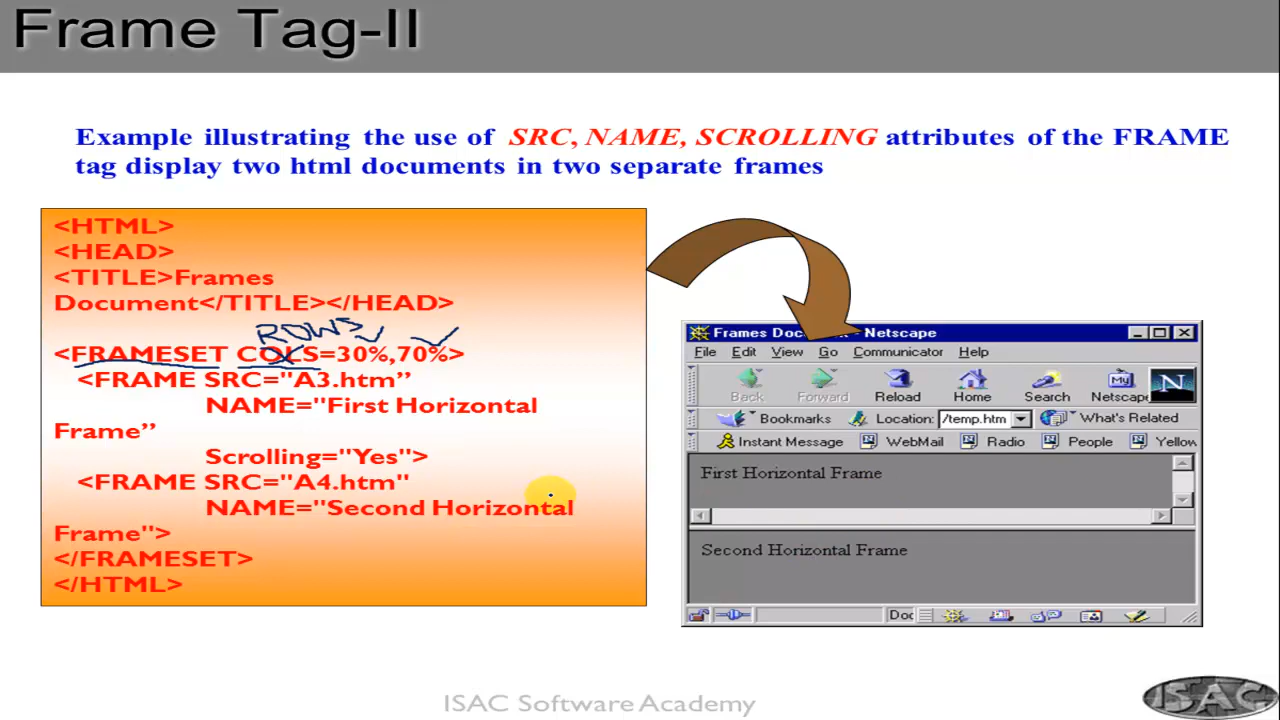 Frame Tag-II
Example illustrating the use of SRC, NAME, SCROLLING attributes of the FRAME
tag display two html documents in two separate frames
<HTML>
<HEAD>
<TITLE>Frames
Document</TITLE></HEAD>
ROWS
<FRAMESET COLS=30%,70%>
<FRAME SRC="A3.htm”
NAME="First Horizontal
Frame”
Scrolling="Yes">
<FRAME SRC="A4.htm"
NAME="Second Horizontal
Frame">
</FRAMESET>
</HTML>
Frames Do - Netscape
File Edit View Go Communicator Help
Back Forward Reload Home Search Netscape
My
N
Bookmarks Location: /temp.htm What's Related
Instant Message WebMail Radio People Yellow
First Horizontal Frame
Second Horizontal Frame
Doc
ISAC Software Academy
ISAC